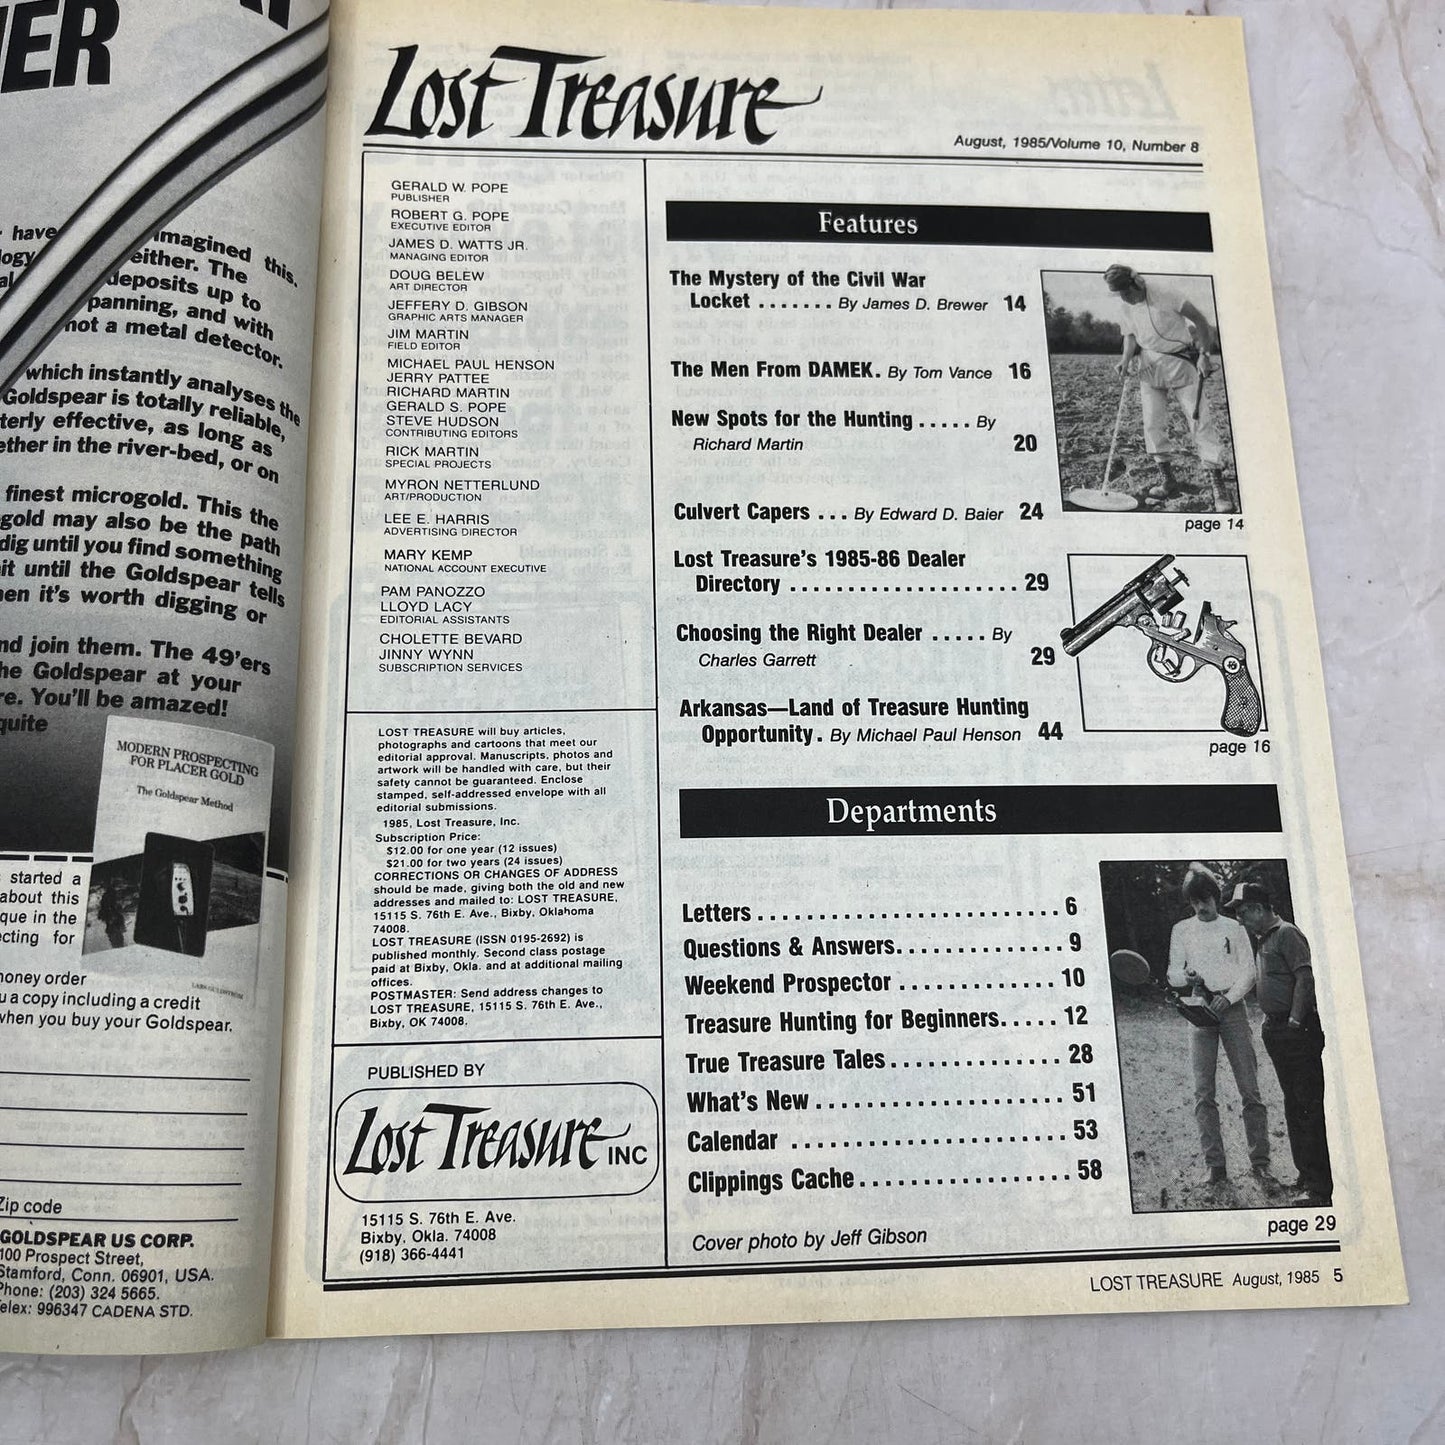 IER
have imagined this.
logy either. The
deposits up to
panning, and with
not a metal detector.
which instantly analyses the
Goldspear is totally reliable,
terly effective, as long as
ether in the river-bed, or on
finest microgold. This the
gold may also be the path
dig until you find something
it until the Goldspear tells
en it's worth digging or
nd join them. The 49'ers
he Goldspear at your
re. You'll be amazed!
quite
MODERN PROSPECTING
FOR PLACER GOLD
The Goldspear Method
started a
about this
que in the
ecting for
money order
u a copy including a credit
when you buy your Goldspear.
Zip code
GOLDSPEAR US CORP.
100 Prospect Street,
Stamford, Conn. 06901, USA.
Phone: (203) 324 5665.
elex: 996347 CADENA STD.
Lost Treasure
August, 1985/Volume 10, Number 8
GERALD W. POPE
PUBLISHER
ROBERT G. POPE
EXECUTIVE EDITOR
JAMES D. WATTS JR.
MANAGING EDITOR
DOUG BELEW
ART DIRECTOR
JEFFERY D. GIBSON
GRAPHIC ARTS MANAGER
JIM MARTIN
FIELD EDITOR
MICHAEL PAUL HENSON
JERRY PATTEE
RICHARD MARTIN
GERALD S. POPE
STEVE HUDSON
CONTRIBUTING EDITORS
RICK MARTIN
SPECIAL PROJECTS
MYRON NETTERLUND
ART/PRODUCTION
LEE E. HARRIS
ADVERTISING DIRECTOR
MARY KEMP
NATIONAL ACCOUNT EXECUTIVE
PAM PANOZZO
LLOYD LACY
EDITORIAL ASSISTANTS
CHOLETTE BEVARD
JINNY WYNN
SUBSCRIPTION SERVICES
LOST TREASURE will buy articles,
photographs and cartoons that meet our
editorial approval. Manuscripts, photos and
artwork will be handled with care, but their
safety cannot be guaranteed. Enclose
stamped, self-addressed envelope with all
editorial submissions.
1985, Lost Treasure, Inc.
Subscription Price:
$12.00 for one year (12 issues)
$21.00 for two years (24 issues)
CORRECTIONS OR CHANGES OF ADDRESS
should be made, giving both the old and new
addresses and mailed to: LOST TREASURE,
15115 S. 76th E. Ave., Bixby, Oklahoma
74008.
LOST TREASURE (ISSN 0195-2692) is
published monthly. Second class postage
paid at Bixby, Okla. and at additional mailing
offices.
POSTMASTER: Send address changes to
LOST TREASURE, 15115 S. 76th E. Ave.,
Bixby, OK 74008.
PUBLISHED BY
Lost Treasure INC
15115 S. 76th E. Ave.
Bixby, Okla. 74008
(918) 366-4441
Features
The Mystery of the Civil War
Locket ....... By James D. Brewer 14
The Men From DAMEK. By Tom Vance 16
New Spots for the Hunting ..... By
Richard Martin 20
Culvert Capers ... By Edward D. Baier 24
Lost Treasure's 1985-86 Dealer
Directory ................... 29
Choosing the Right Dealer ..... By
Charles Garrett 29
Arkansas—Land of Treasure Hunting
Opportunity. By Michael Paul Henson 44
page 14
page 16
Departments
Letters ......................... 6
Questions & Answers.............. 9
Weekend Prospector ............. 10
Treasure Hunting for Beginners..... 12
True Treasure Tales............... 28
What's New ..................... 51
Calendar ....................... 53
Clippings Cache.................. 58
page 29
Cover photo by Jeff Gibson
LOST TREASURE August, 1985 5